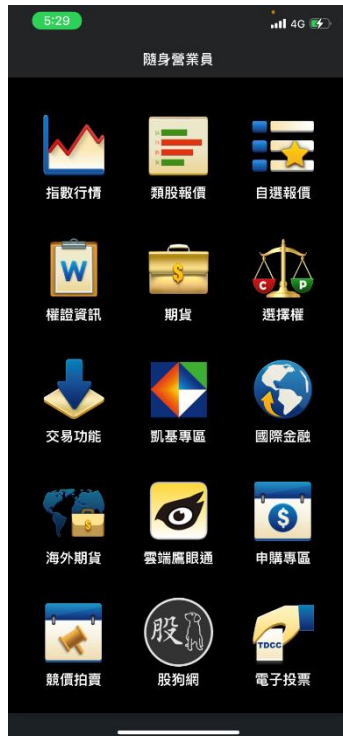 5:29
4G
隨身營業員
指數行情
類股報價
自選報價
W
$
C P
權證資訊
期貨
選擇權
交易功能
凱基專區
國際金融
$
$
海外期貨
雲端鷹眼通
申購專區
股
TDCC
競價拍賣
股狗網
電子投票